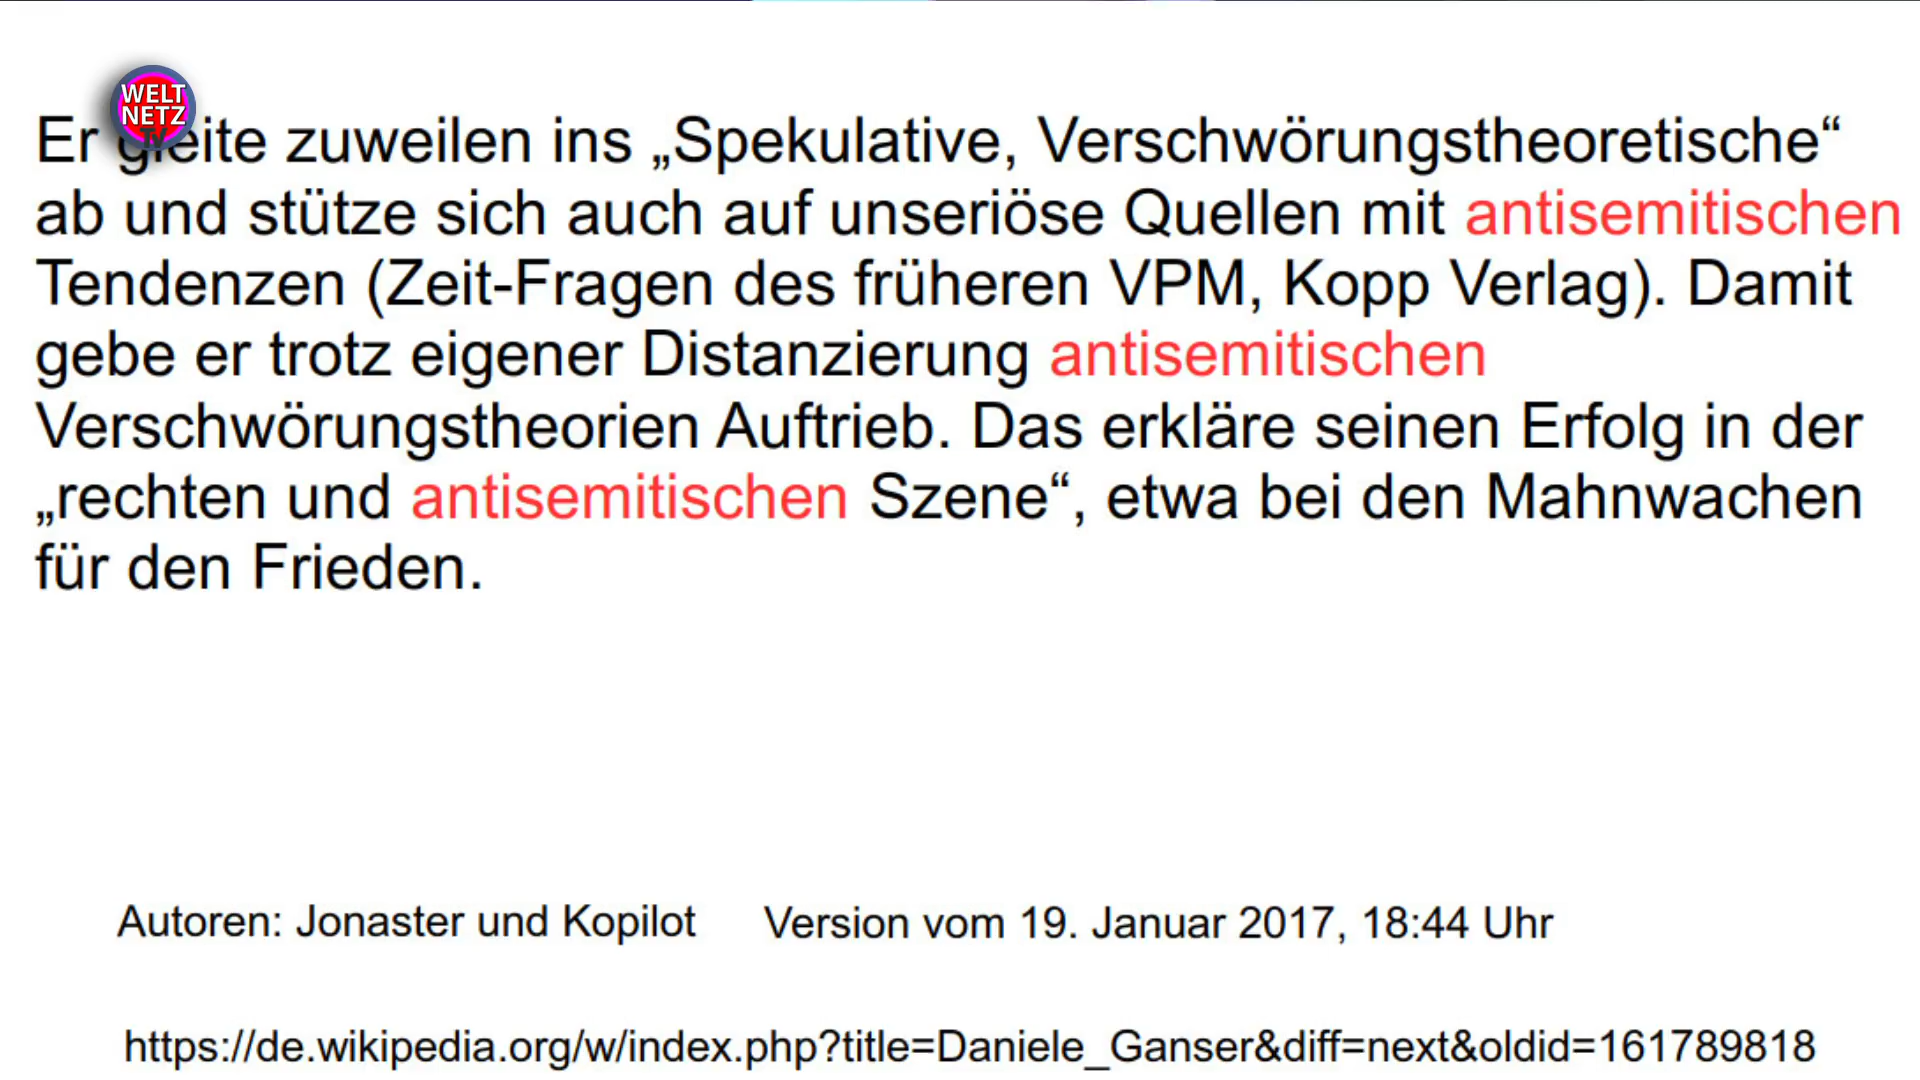 WELT
NETZ
TV
Er gleite zuweilen ins „Spekulative, Verschwörungstheoretische“
ab und stütze sich auch auf unseriöse Quellen mit antisemitischen
Tendenzen (Zeit-Fragen des früheren VPM, Kopp Verlag). Damit
gebe er trotz eigener Distanzierung antisemitischen
Verschwörungstheorien Auftrieb. Das erkläre seinen Erfolg in der
„rechten und antisemitischen Szene“, etwa bei den Mahnwachen
für den Frieden.
Autoren: Jonaster und Kopilot Version vom 19. Januar 2017, 18:44 Uhr
https://de.wikipedia.org/w/index.php?title=Daniele_Ganser&diff=next&oldid=161789818